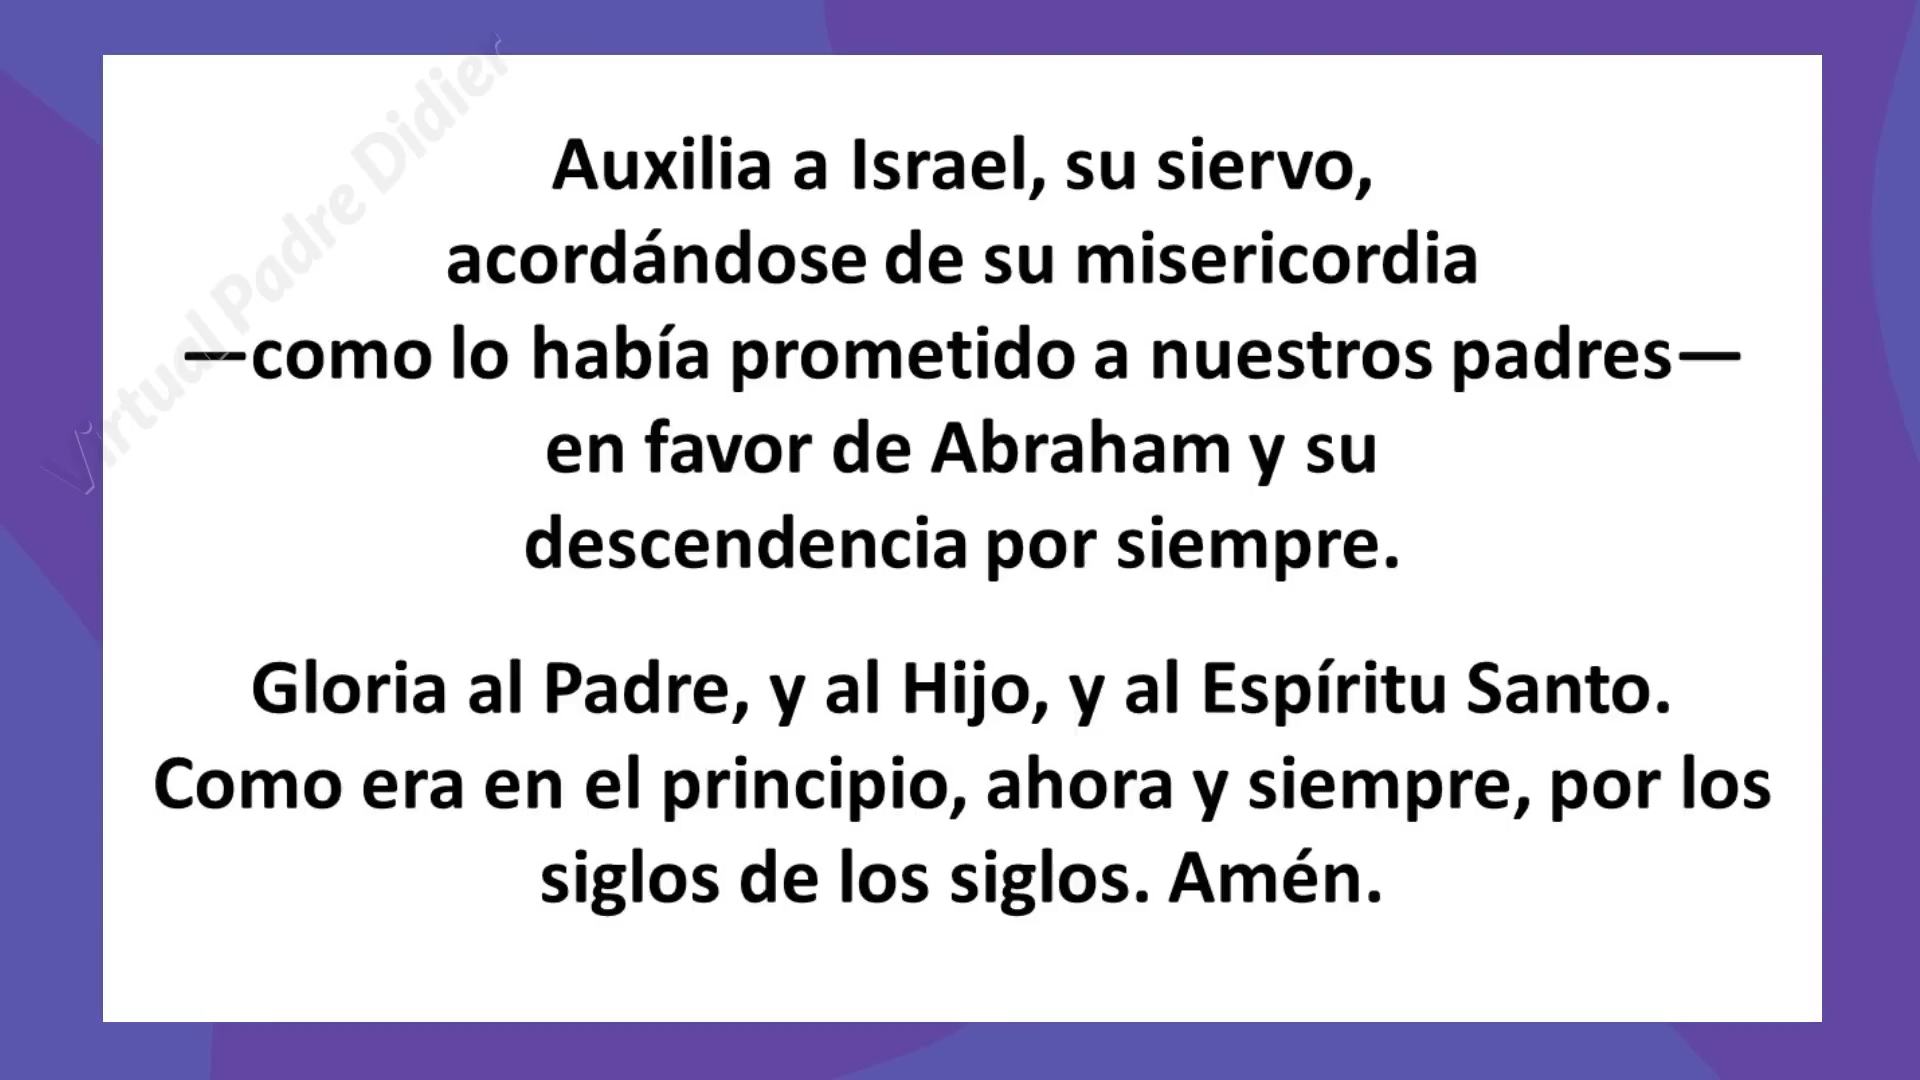 Virtual Padre Didier
Auxilia a Israel, su siervo,
acordándose de su misericordia
—como lo había prometido a nuestros padres—
en favor de Abraham y su
descendencia por siempre.
Gloria al Padre, y al Hijo, y al Espíritu Santo.
Como era en el principio, ahora y siempre, por los
siglos de los siglos. Amén.